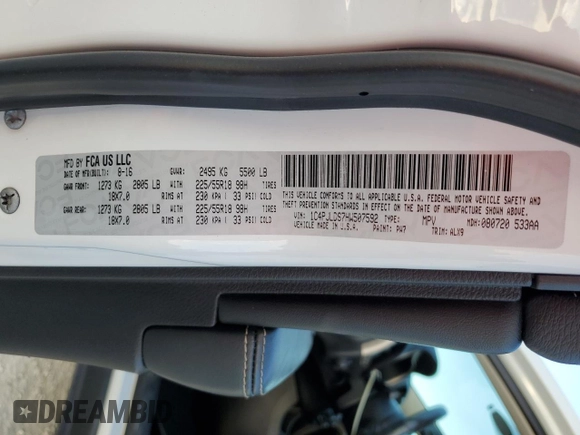 MFD BY FCA US LLC
DATE OF MFR(BUILT): 8-16 GVWR: 2495 KG 5500 LB
GAWR FRONT: 1273 KG 2805 LB WITH 225/55R18 98H TIRES
18X7.0 RIMS AT 230 KPA / 33 PSI COLD
GAWR REAR: 1273 KG 2805 LB WITH 225/55R18 98H TIRES
18X7.0 RIMS AT 230 KPA / 33 PSI COLD
THIS VEHICLE CONFORMS TO ALL APPLICABLE U.S.A. FEDERAL MOTOR VEHICLE SAFETY AND
THEFT PREVENTION STANDARDS IN EFFECT ON THE DATE OF MANUFACTURE SHOWN ABOVE.
VIN: TYPE: MPV MDH: 080720 533AA
VEHICLE MADE IN U.S.A. PAINT: PW7 TRIM: ALX9
DREAMBID